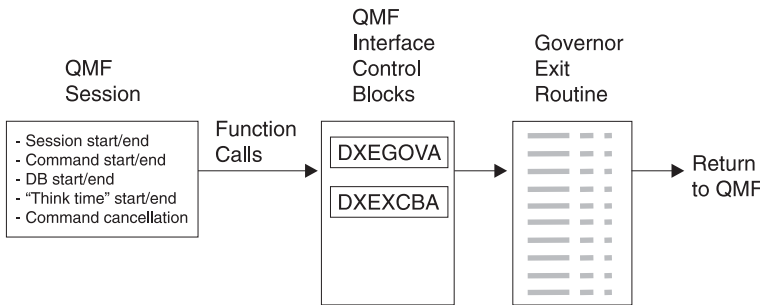 QMF
Session
- Session start/end
- Command start/end
- DB start/end
- “Think time” start/end
- Command cancellation
Function
Calls
QMF
Interface
Control
Blocks
DXEGOVA
DXEXCBA
Governor
Exit
Routine
Return
to QMF